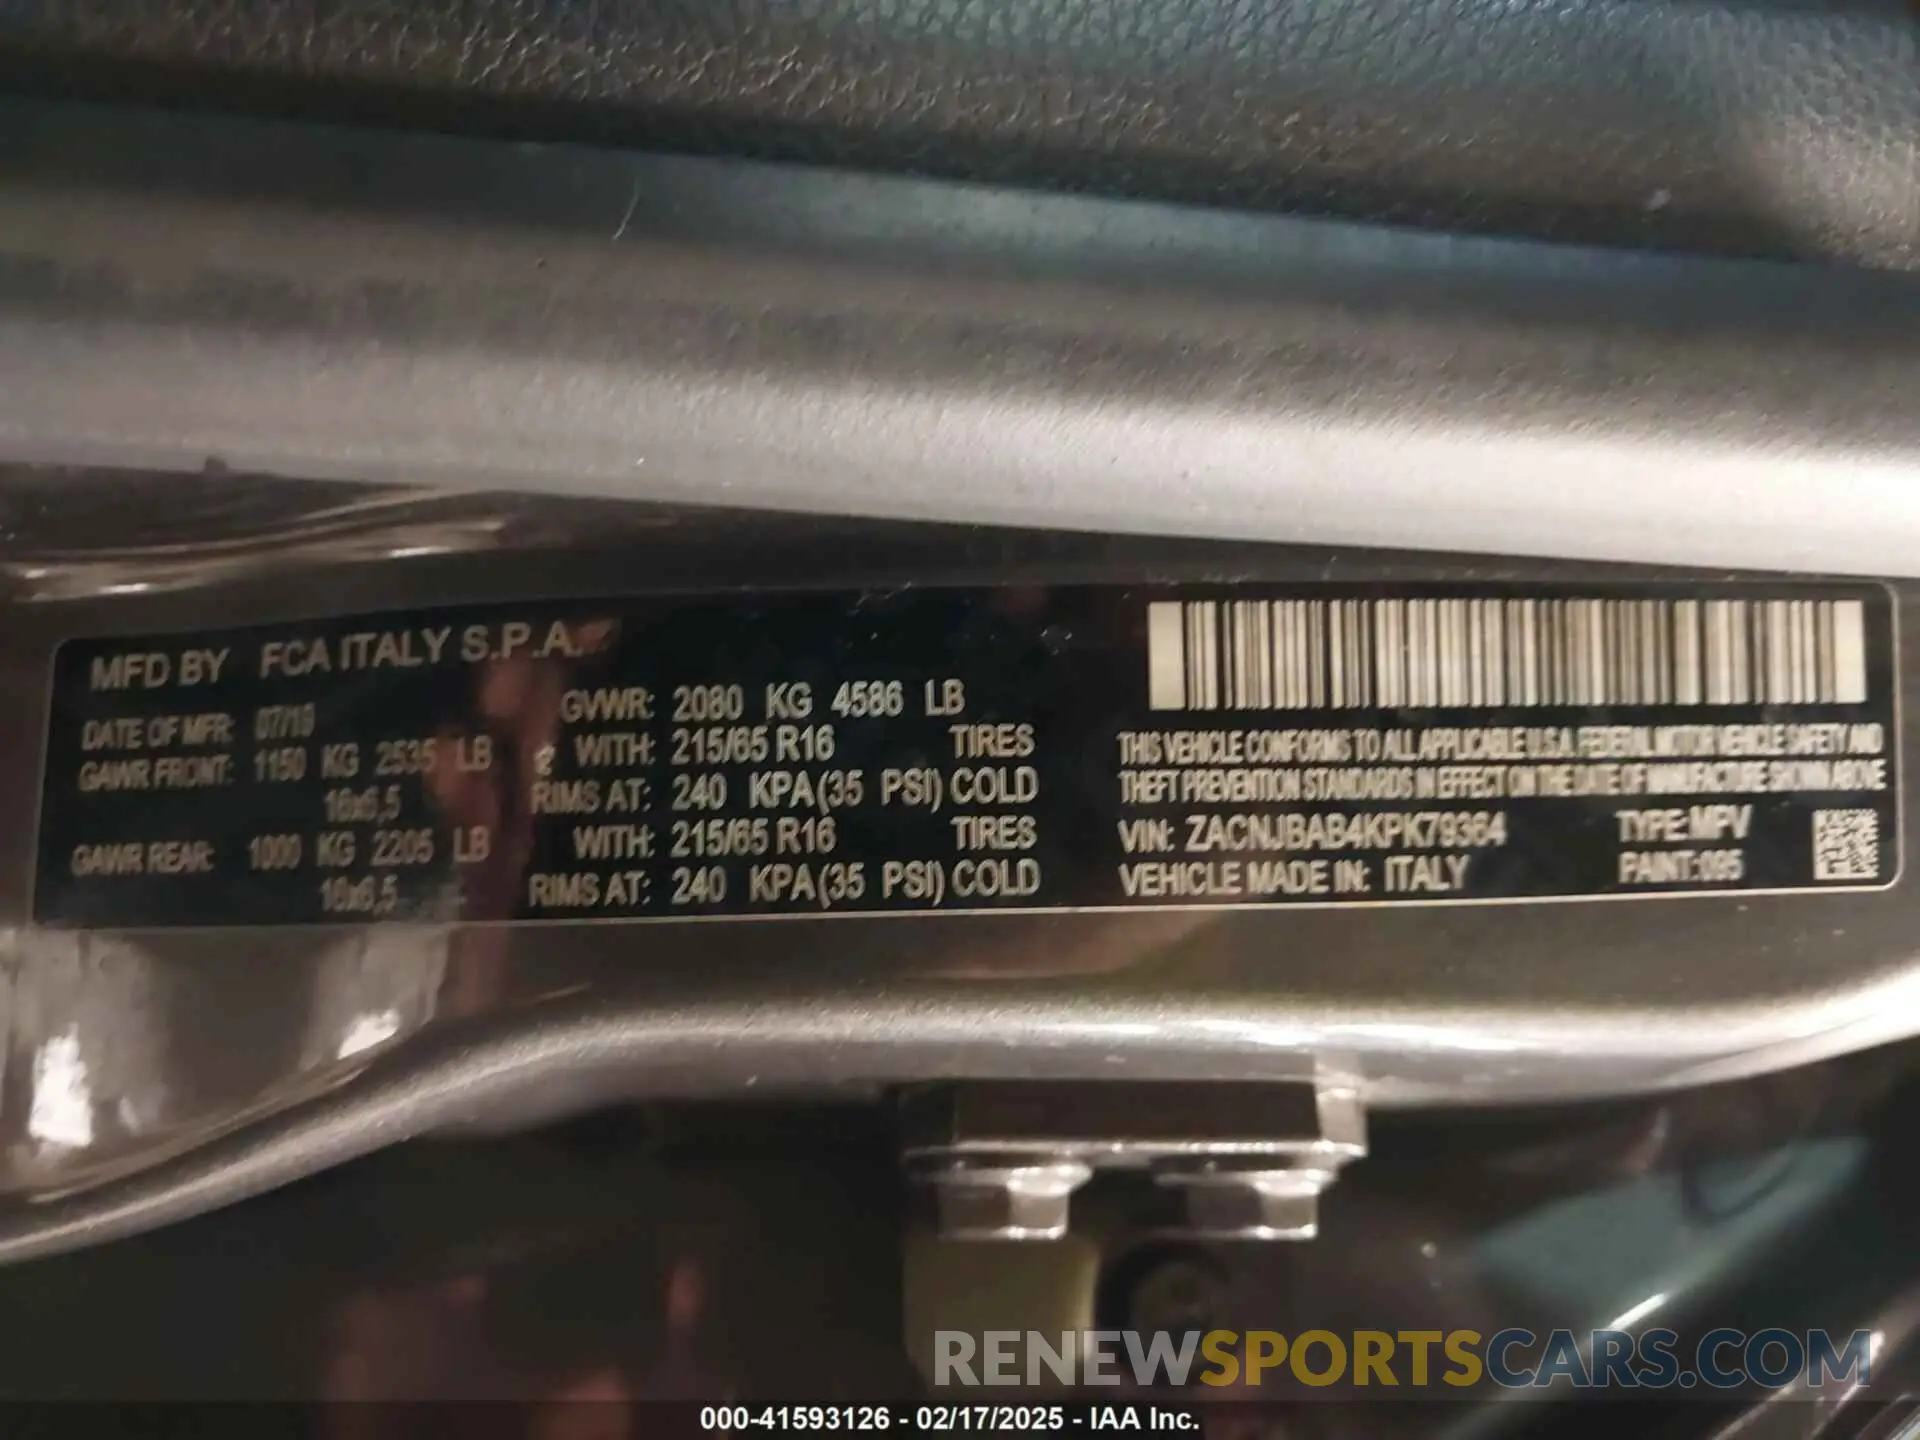 MFD BY FCA ITALY S.P.A.
DATE OF MFR:
GAWR FRONT: 1150 KG 2535 LB
16x6,5
GAWR REAR: 1000 KG 2205 LB
16x6,5
GVWR: 2080 KG 4586 LB
WITH: 215/65 R16 TIRES
RIMS AT: 240 KPA(35 PSI) COLD
WITH: 215/65 R16 TIRES
RIMS AT: 240 KPA(35 PSI) COLD
THIS VEHICLE CONFORMS TO ALL APPLICABLE U.S.A. FEDERAL MOTOR VEHICLE SAFETY AND
THEFT PREVENTION STANDARDS IN EFFECT ON THE DATE OF MANUFACTURE SHOWN ABOVE
VIN: ZACNJBAB4KPK79364 TYPE:MPV
VEHICLE MADE IN: ITALY PAINT:095
RENEWSPORTSCARS.COM
000-41593126 - 02/17/2025 - IAA Inc.